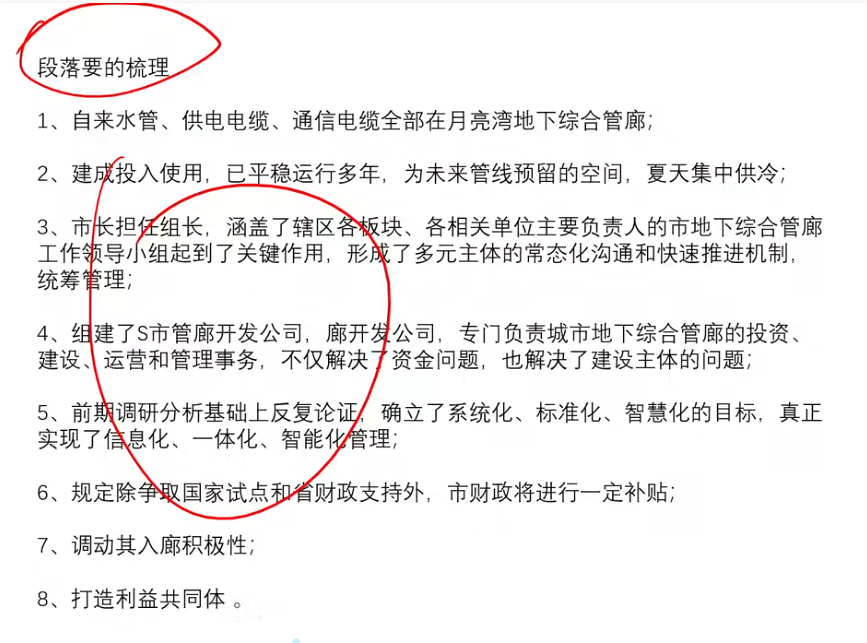 段落要的梳理
1、自来水管、供电电缆、通信电缆全部在月亮湾地下综合管廊；
2、建成投入使用，已平稳运行多年，为未来管线预留的空间，夏天集中供冷；
3、市长担任组长，涵盖了辖区各板块、各相关单位主要负责人的市地下综合管廊
工作领导小组起到了关键作用，形成了多元主体的常态化沟通和快速推进机制，
统筹管理；
4、组建了S市管廊开发公司，廊开发公司，专门负责城市地下综合管廊的投资、
建设、运营和管理事务，不仅解决了资金问题，也解决了建设主体的问题；
5、前期调研分析基础上反复论证，确立了系统化、标准化、智慧化的目标，真正
实现了信息化、一体化、智能化管理；
6、规定除争取国家试点和省财政支持外，市财政将进行一定补贴；
7、调动其入廊积极性；
8、打造利益共同体 。